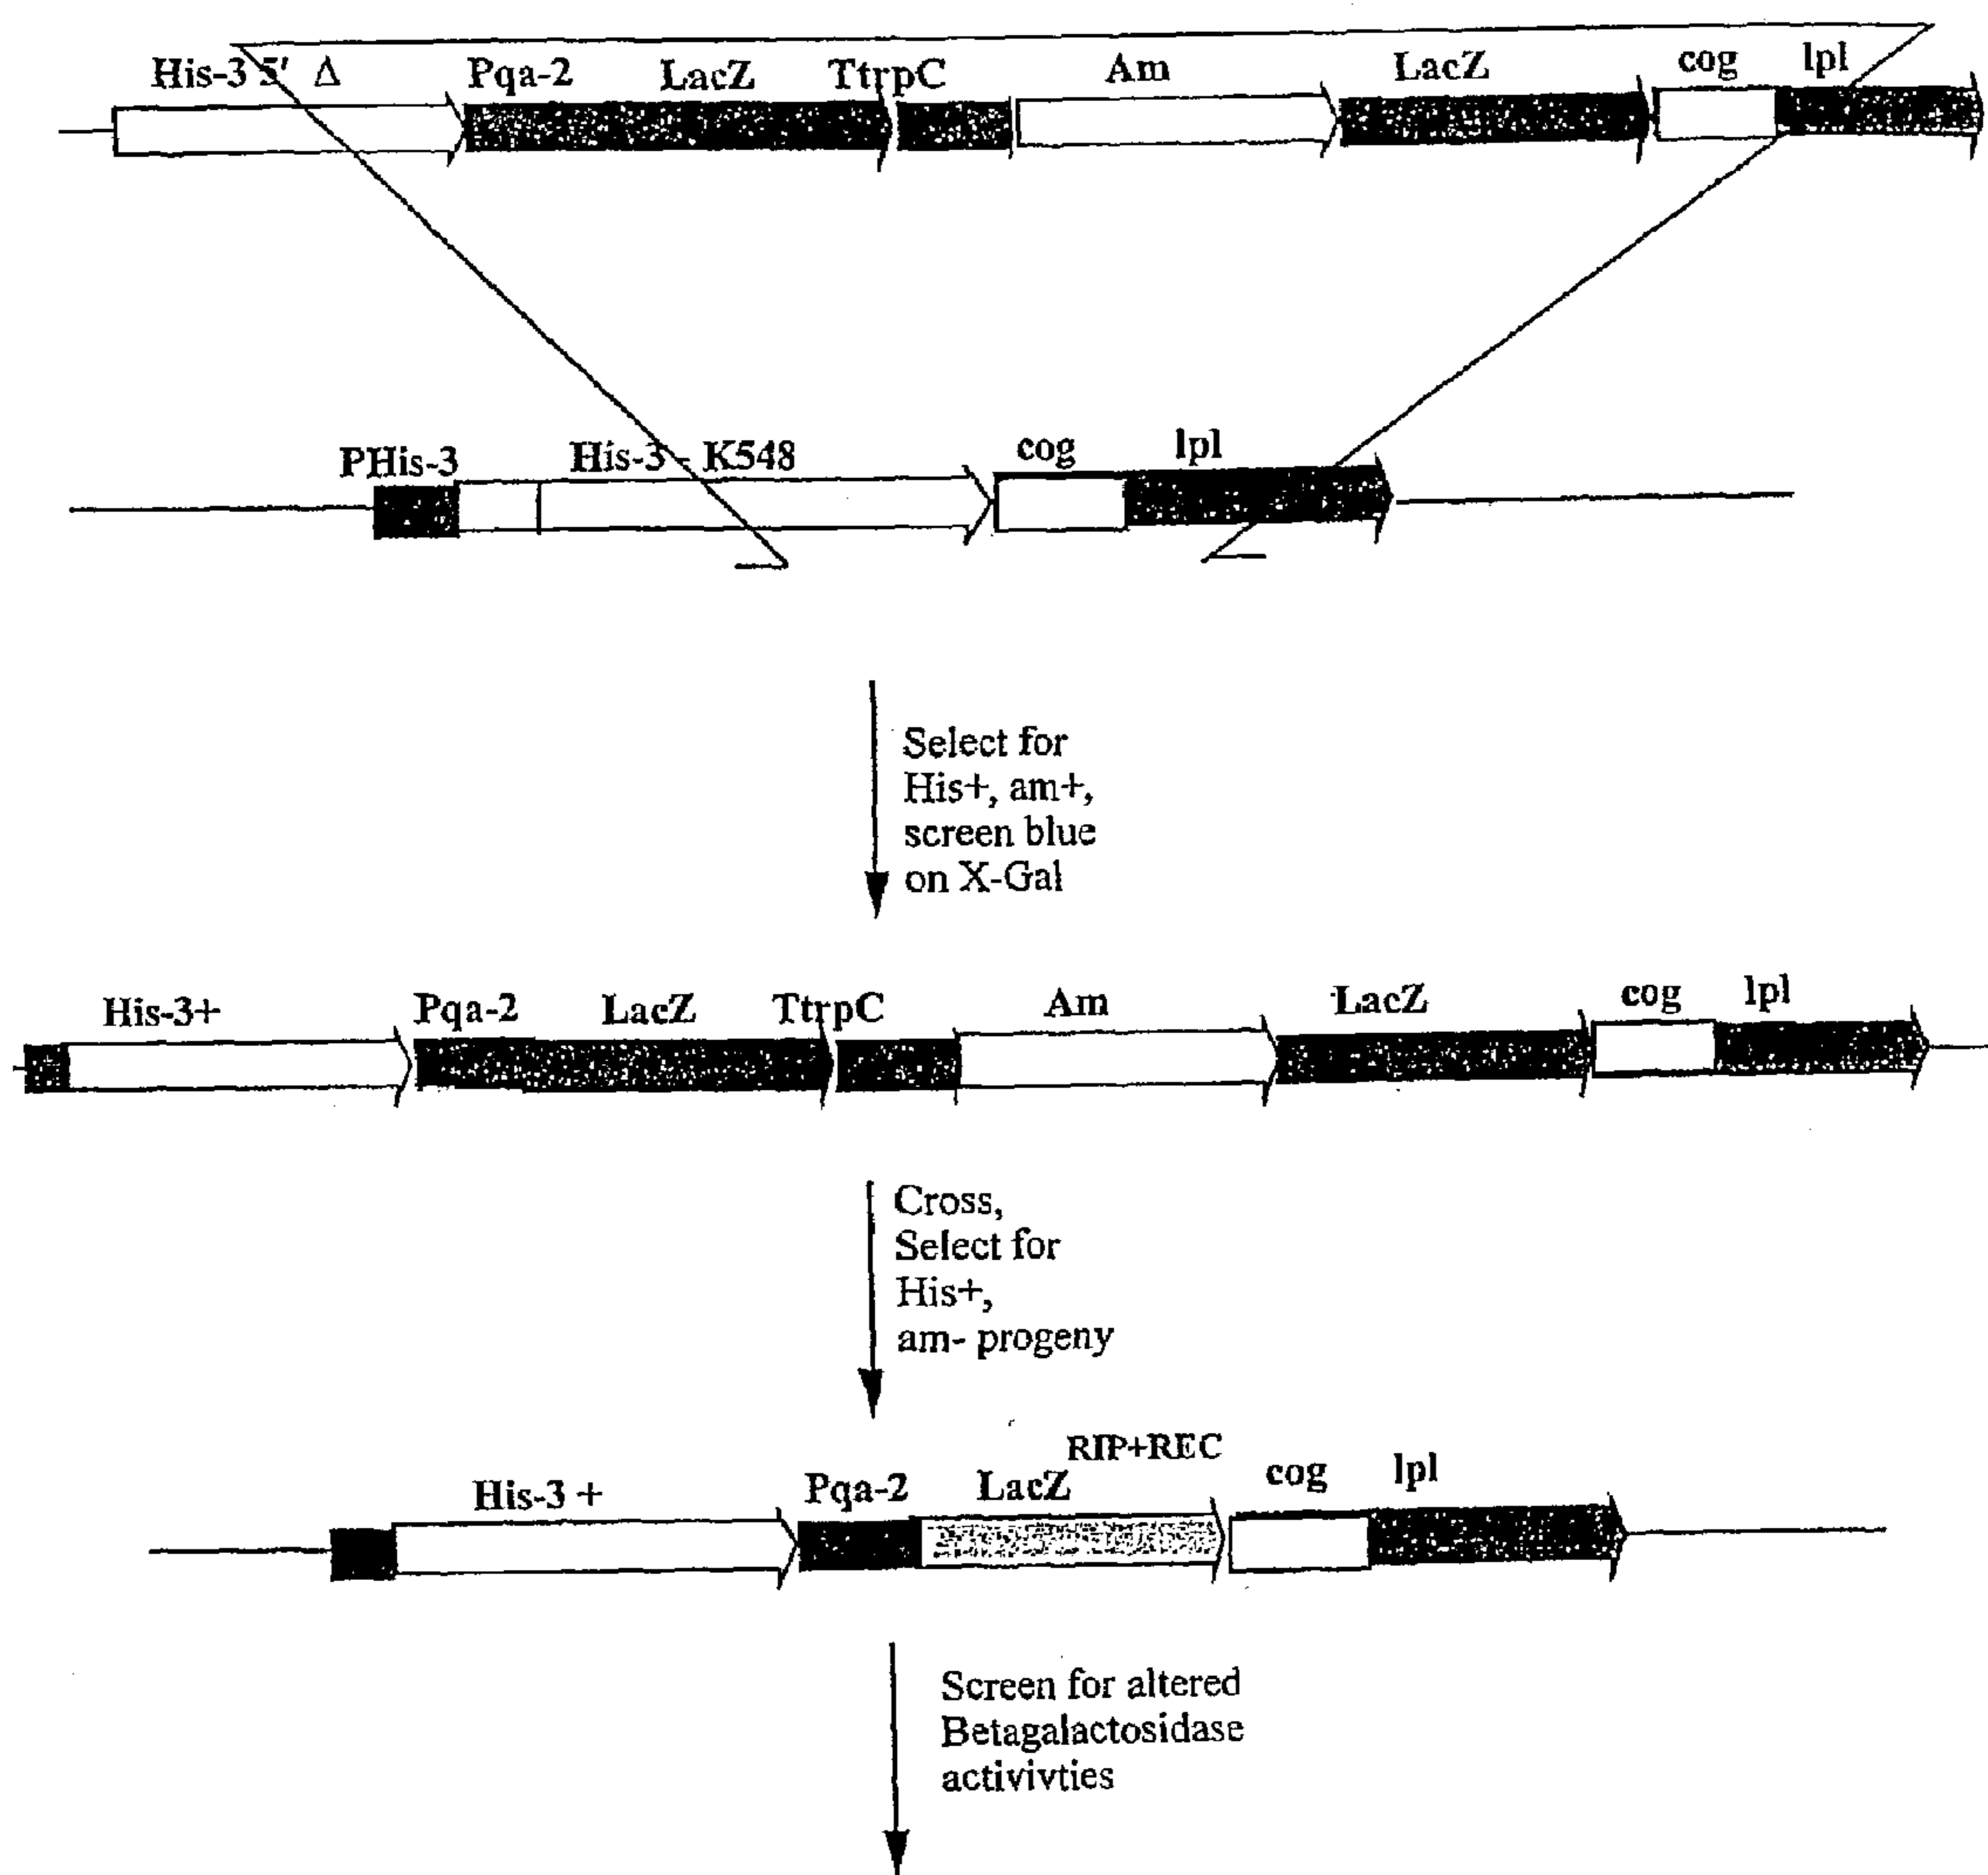 His-3 5' Δ Pqa-2 LacZ TtrpC Am LacZ cog lpl
PHis-3 His-3 - K548 cog lpl
Select for
His+, am+,
screen blue
on X-Gal
His-3+ Pqa-2 LacZ TtrpC Am LacZ cog lpl
Cross,
Select for
His+,
am- progeny
His-3 + Pqa-2 LacZ RIP+REC cog lpl
Screen for altered
Betagalactosidase
activivties